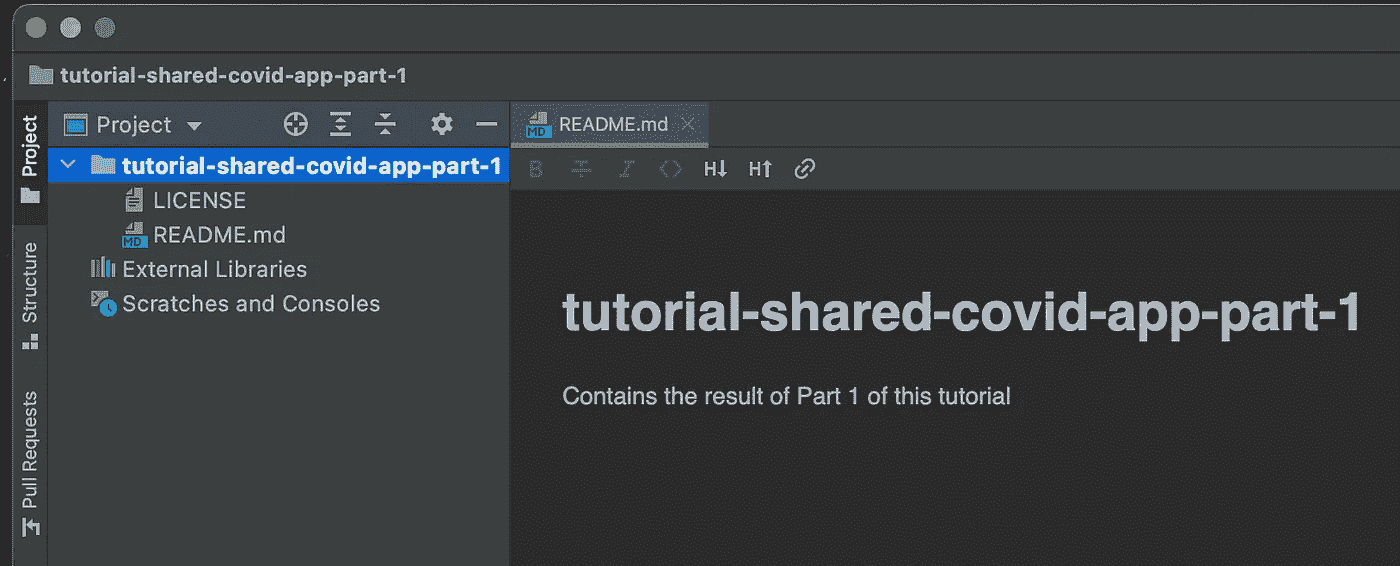 tutorial-shared-covid-app-part-1
Project
Project
README.md
tutorial-shared-covid-app-part-1
B I <> H↓ H↑
LICENSE
MD README.md
External Libraries
Scratches and Consoles
Structure
Pull Requests
tutorial-shared-covid-app-part-1
Contains the result of Part 1 of this tutorial